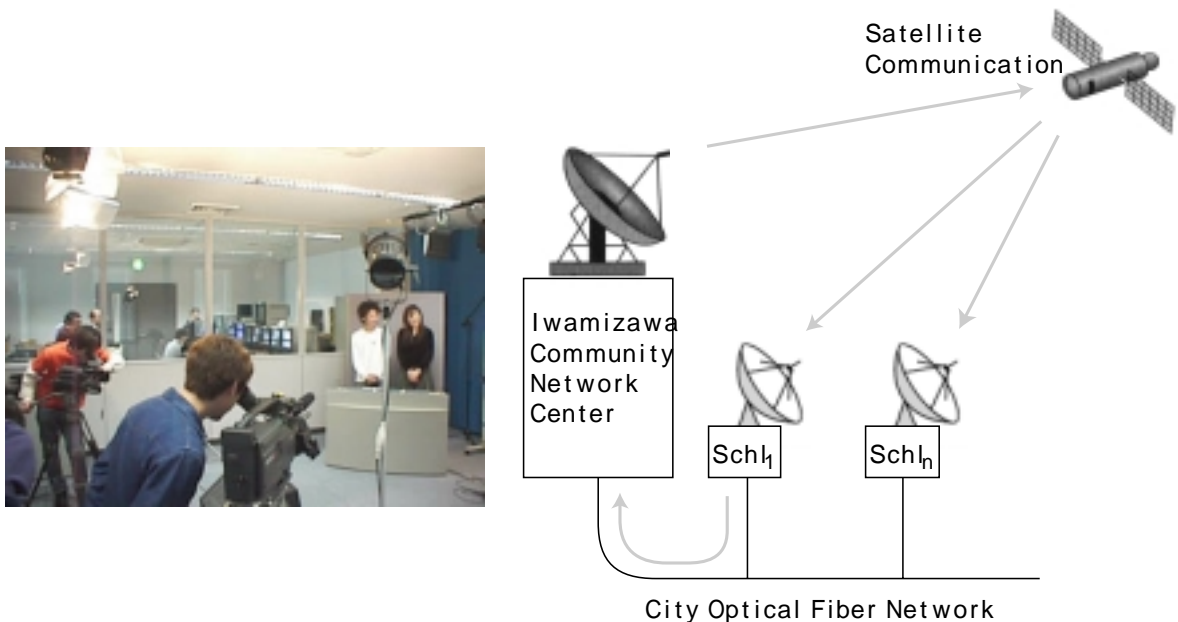 Satellite
Communication
Iwamizawa
Community
Network
Center
Schl1
Schln
City Optical Fiber Network